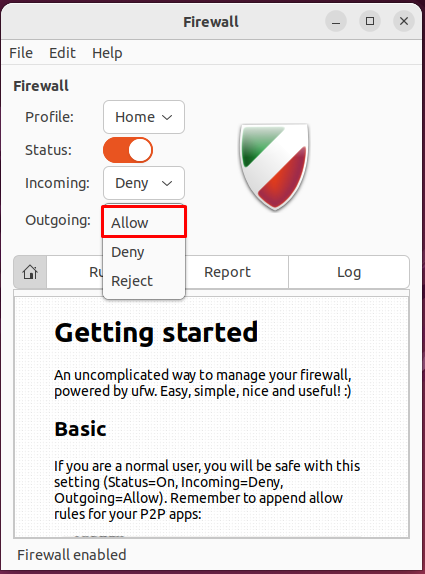 Firewall
File Edit Help
Firewall
Profile: Home
Status:
Incoming: Deny
Outgoing:
Allow
Deny
Reject
Report Log
Getting started
An uncomplicated way to manage your firewall,
powered by ufw. Easy, simple, nice and useful! :)
Basic
If you are a normal user, you will be safe with this
setting (Status=On, Incoming=Deny,
Outgoing=Allow). Remember to append allow
rules for your P2P apps:
Firewall enabled